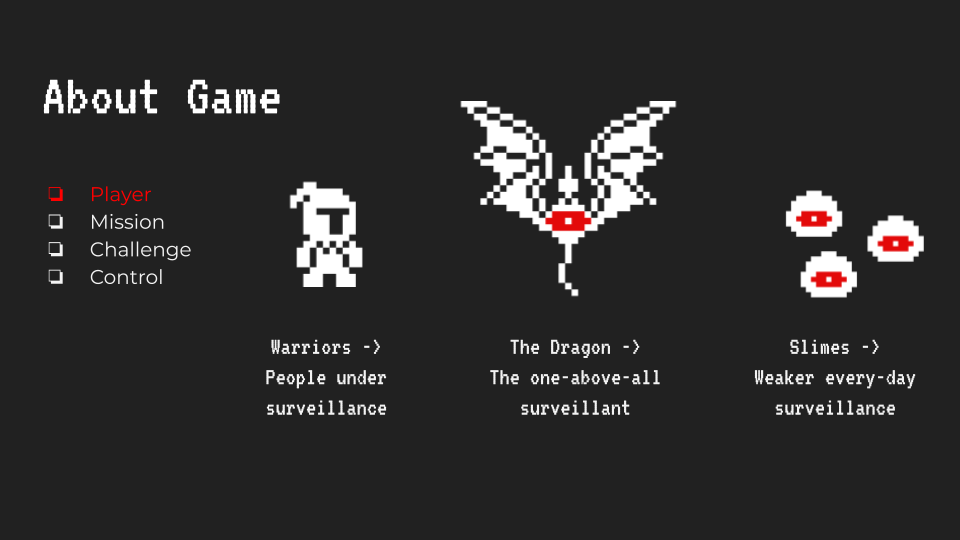 About Game
Player
Mission
Challenge
Control
Warriors ->
People under
surveillance
The Dragon ->
The one-above-all
surveillant
Slimes ->
Weaker every-day
surveillance